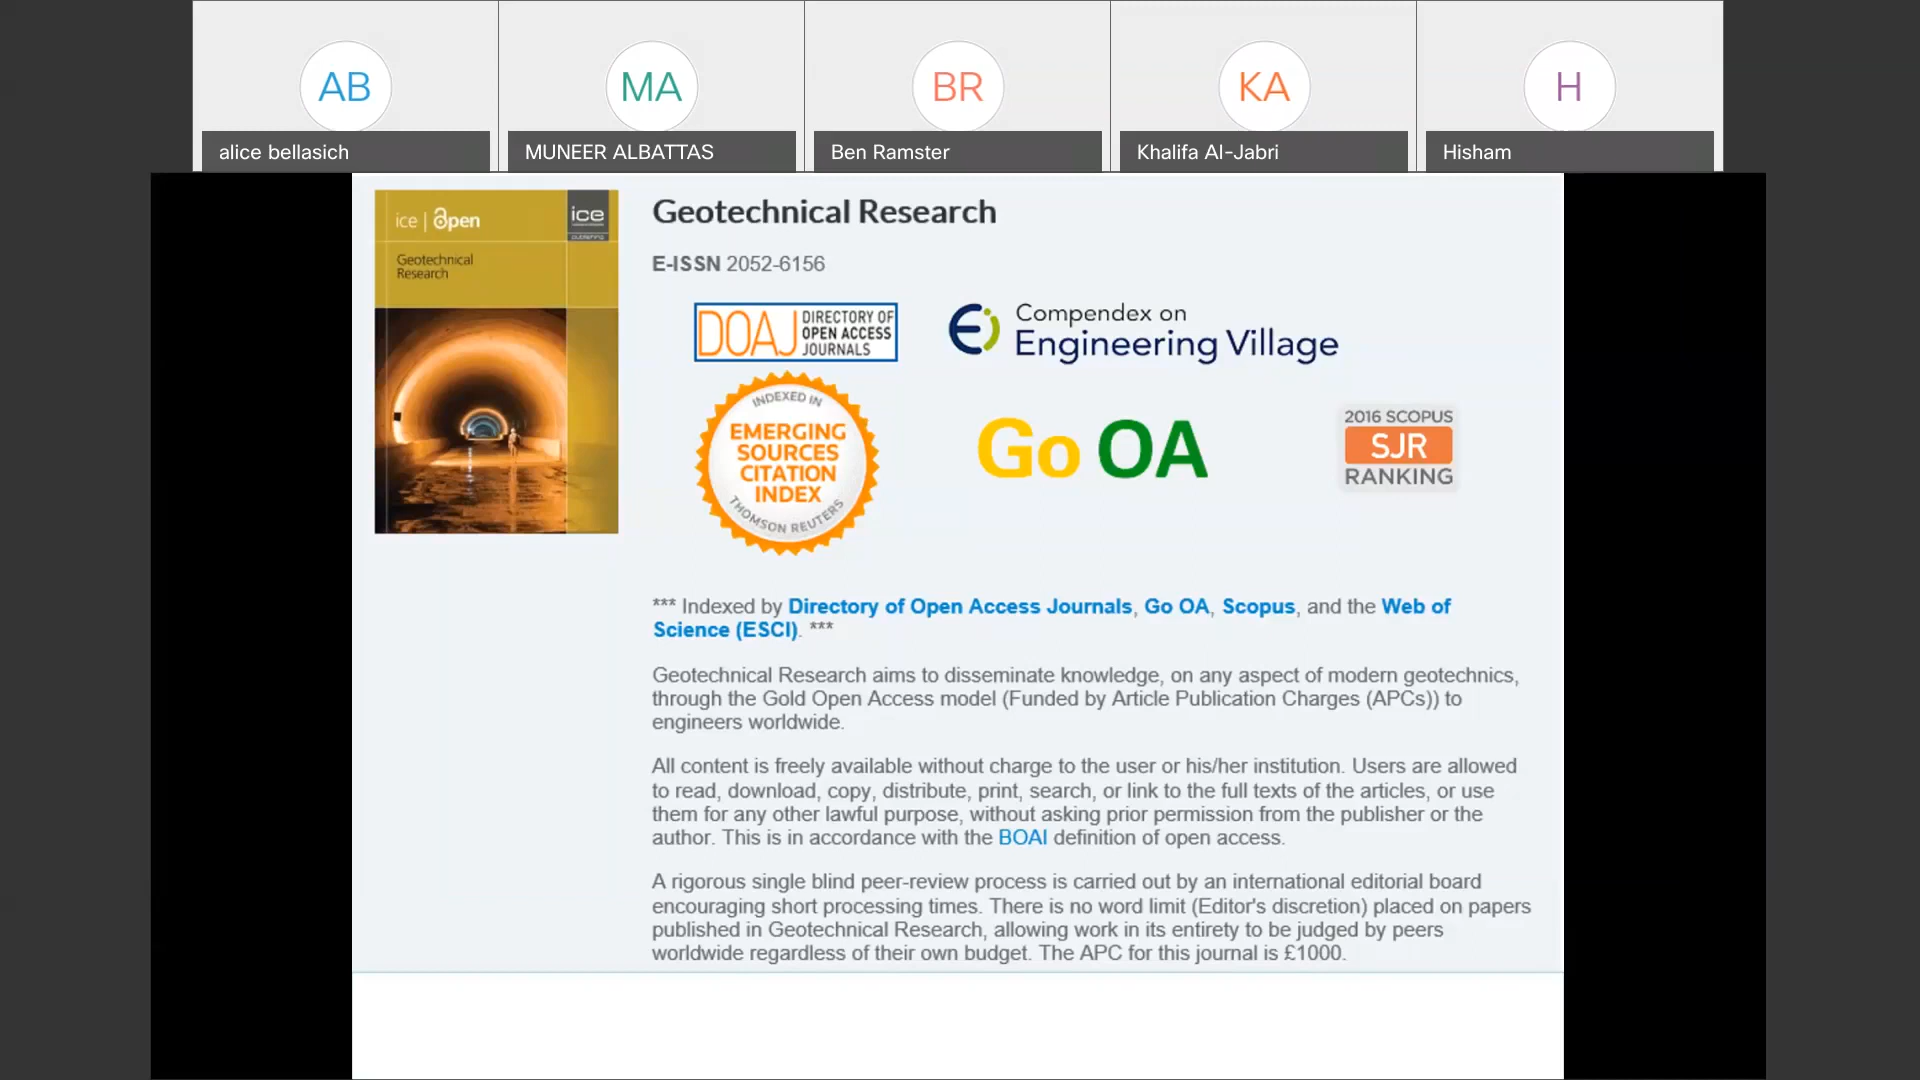 AB
MA
BR
KA
H
alice bellasich
MUNEER ALBATTAS
Ben Ramster
Khalifa Al-Jabri
Hisham
ice | open
ice
publishing
Geotechnical
Research
Geotechnical Research
E-ISSN 2052-6156
DOAJ
DIRECTORY OF
OPEN ACCESS
JOURNALS
Compendex on
Engineering Village
INDEXED IN
EMERGING
SOURCES
CITATION
INDEX
THOMSON REUTERS
Go OA
2016 SCOPUS
SJR
RANKING
*** Indexed by Directory of Open Access Journals, Go OA, Scopus, and the Web of
Science (ESCI). ***
Geotechnical Research aims to disseminate knowledge, on any aspect of modern geotechnics,
through the Gold Open Access model (Funded by Article Publication Charges (APCs)) to
engineers worldwide.
All content is freely available without charge to the user or his/her institution. Users are allowed
to read, download, copy, distribute, print, search, or link to the full texts of the articles, or use
them for any other lawful purpose, without asking prior permission from the publisher or the
author. This is in accordance with the BOAI definition of open access.
A rigorous single blind peer-review process is carried out by an international editorial board
encouraging short processing times. There is no word limit (Editor's discretion) placed on papers
published in Geotechnical Research, allowing work in its entirety to be judged by peers
worldwide regardless of their own budget. The APC for this journal is £1000.